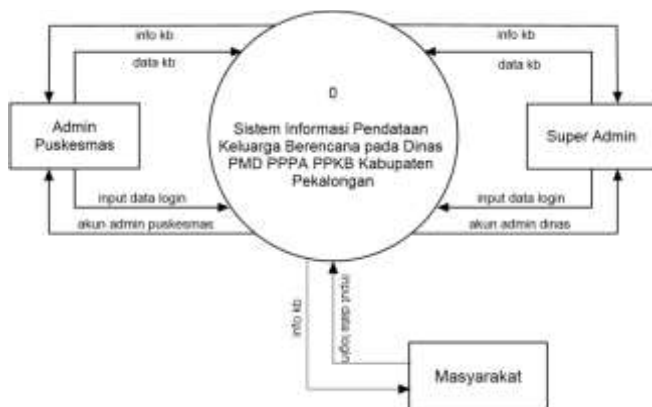 info kb
info kb
data kb
data kb
0
Admin
Puskesmas
Sistem Informasi Pendataan
Keluarga Berencana pada Dinas
PMD PPPA PPKB Kabupaten
Pekalongan
Super Admin
input data login
input data login
akun admin puskesmas
akun admin dinas
info kb
input data login
Masyarakat